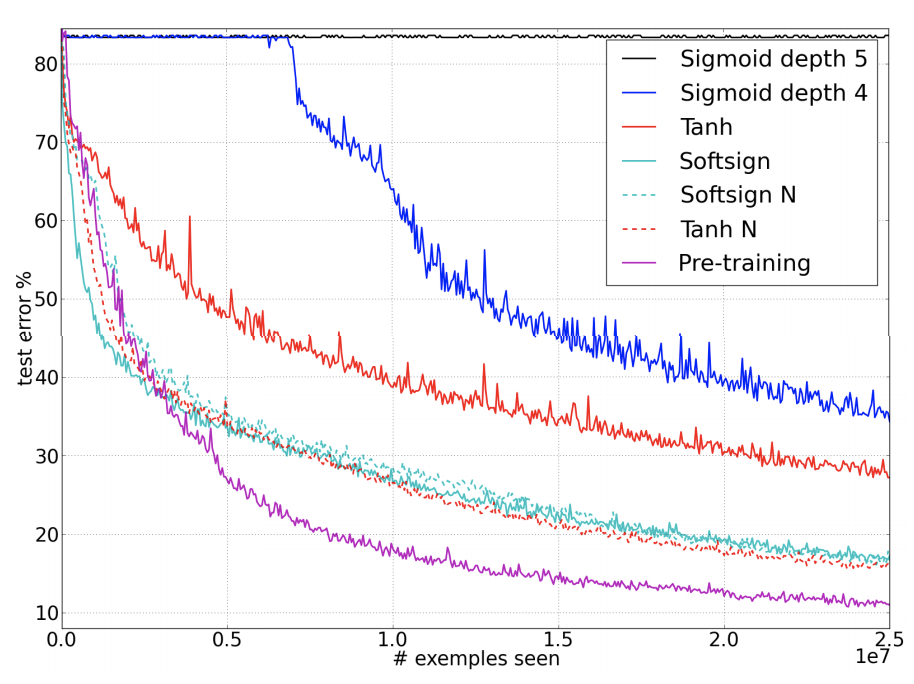 80
70
60
50
40
30
20
10
test error %
Sigmoid depth 5
Sigmoid depth 4
Tanh
Softsign
Softsign N
Tanh N
Pre-training
0.0 0.5 1.0 1.5 2.0 2.5
1e7
# exemples seen